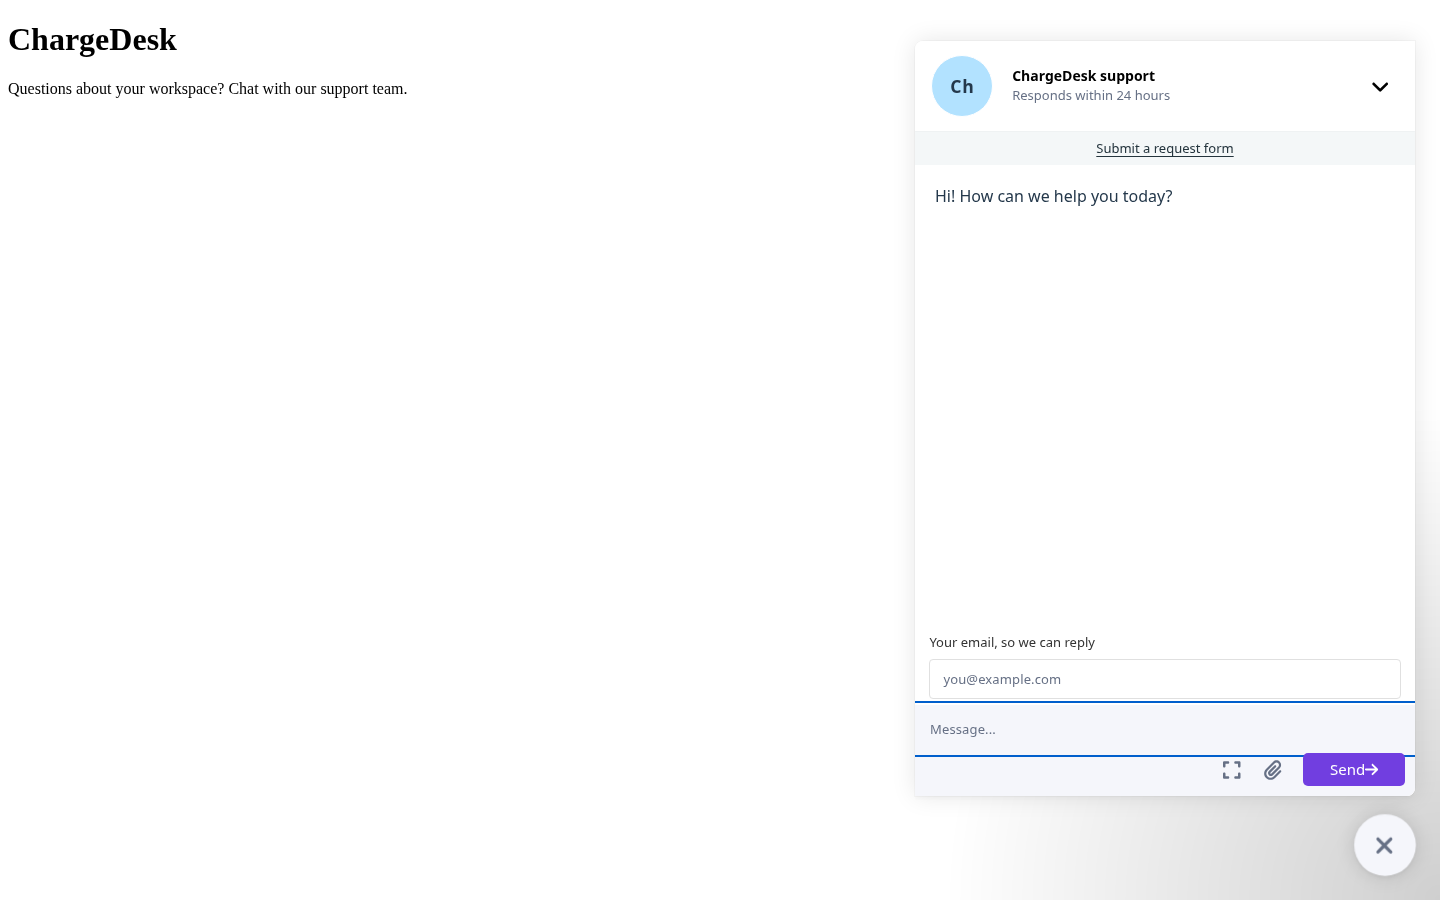 ChargeDesk
Questions about your workspace? Chat with our support team.
Ch
ChargeDesk support
Responds within 24 hours
Submit a request form
Hi! How can we help you today?
Your email, so we can reply
you@example.com
Message...
Send